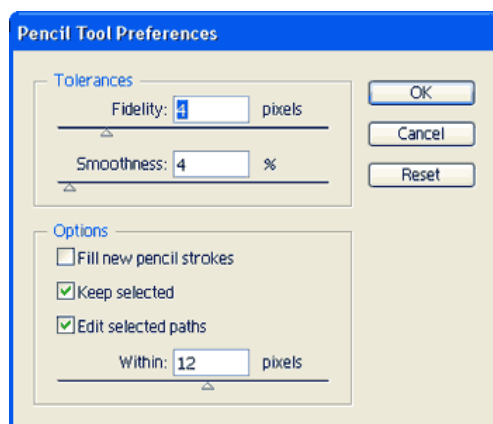 Pencil Tool Preferences
Tolerances
Fidelity: 4 pixels
Smoothness: 4 %
OK
Cancel
Reset
Options
Fill new pencil strokes
Keep selected
Edit selected paths
Within: 12 pixels